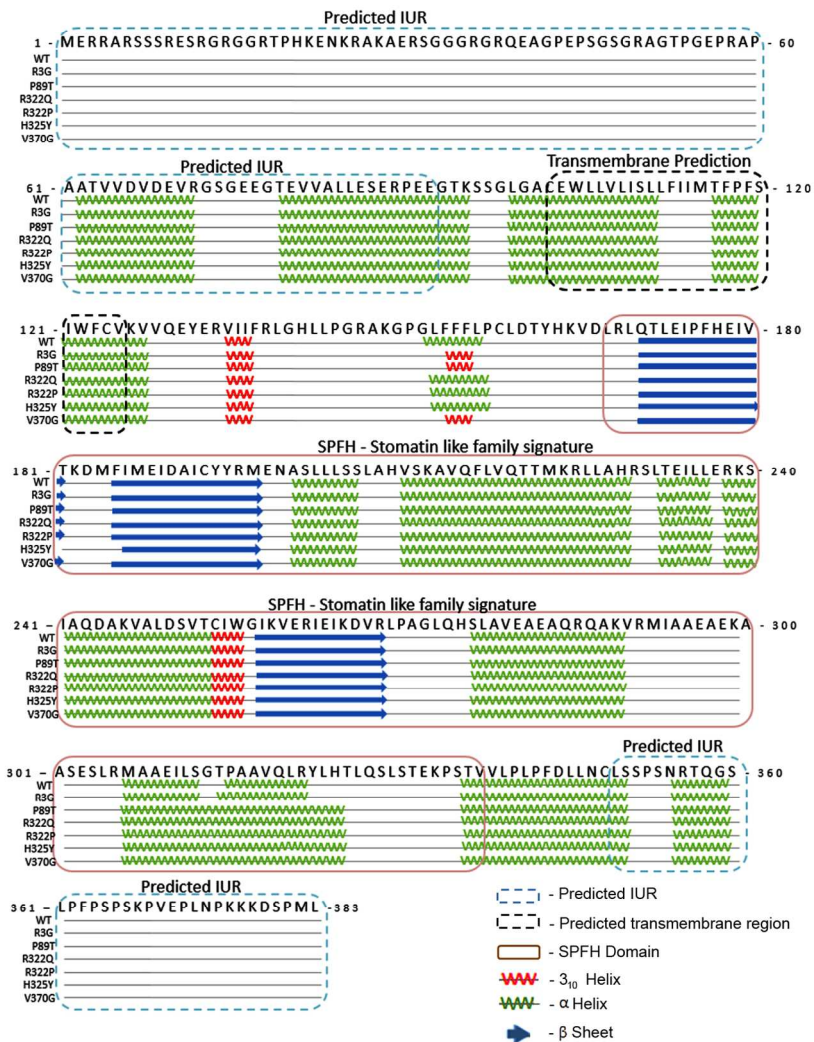 Predicted IUR
1 - MERRARSSSRESRGRGGRTPHKENKRAKAERSGGGRGRQEAGPEPSGSGRAGTPGEPRAP - 60
WT
R3G
P89T
R322Q
R322P
H325Y
V370G
Predicted IUR Transmembrane Prediction
61 - AATVVDVDEVRGSGEEGTEVVALLESERPEEGTKSSGLGACEWLLVLISLLFIIMTFPFS - 120
WT
R3G
P89T
R322Q
R322P
H325Y
V370G
121 - IWFCVKVVQEYERVIIFRLGHLLPGRAKGPGLFFFLPCLDTYHKVDLRLQTLEIPFHEIV - 180
WT
R3G
P89T
R322Q
R322P
H325Y
V370G
SPFH - Stomatin like family signature
181 - TKDMFIMEIDAICYYRMENASLLLSSLAHVSKAVQFLVQTTMKRLLAHRSLTEILLERKS - 240
WT
R3G
P89T
R322Q
R322P
H325Y
V370G
SPFH - Stomatin like family signature
241 - IAQDAKVALDSVTCIWGIKVERIEIKDVRLPAGLQHSLAVEAEAQRQAKVRMIAAEAEKA - 300
WT
R3G
P89T
R322Q
R322P
H325Y
V370G
Predicted IUR
301 - ASESLRMAAEILSGTPAAVQLRYLHTLQSLSTEKPSTVVLPLPFDLLNCLSSPSNRTQGS - 360
WT
R3G
P89T
R322Q
R322P
H325Y
V370G
Predicted IUR
361 - LPFPSPSKPVEPLNPKKKDSPML -383
WT
R3G
P89T
R322Q
R322P
H325Y
V370G
- Predicted IUR
- Predicted transmembrane region
- SPFH Domain
- 3₁₀ Helix
- α Helix
- β Sheet